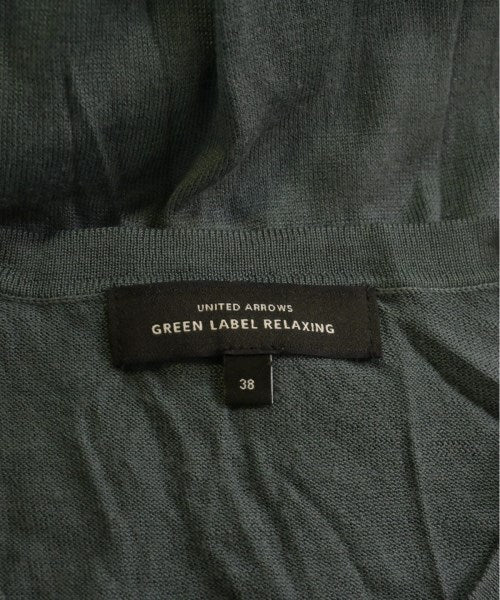 UNITED ARROWS
GREEN LABEL RELAXING
38